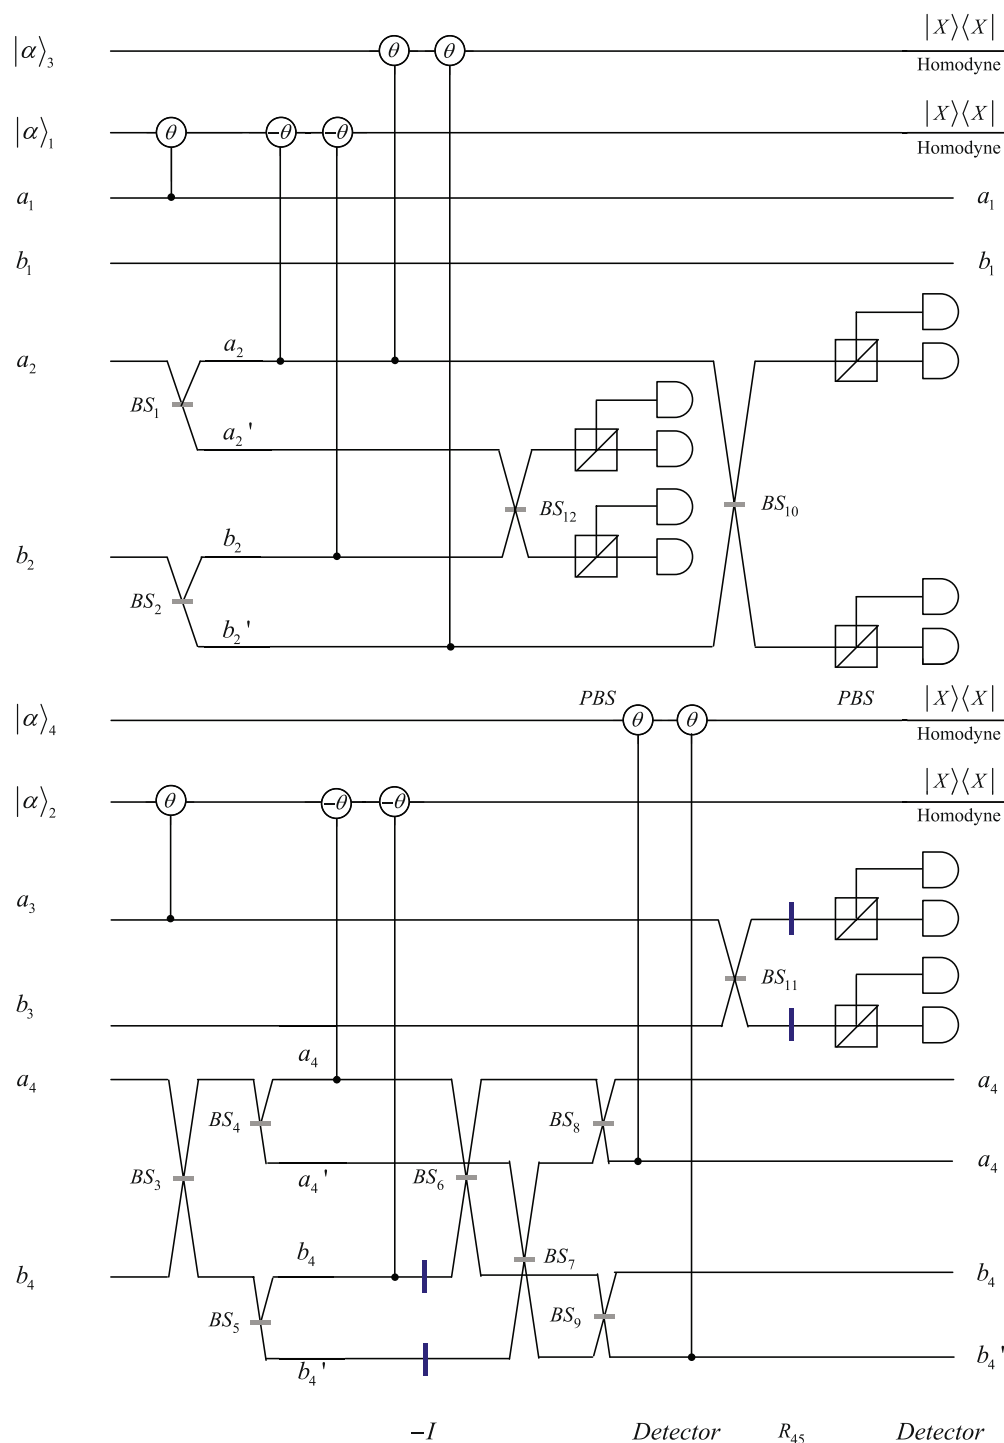 |α⟩₃ θ θ |X⟩⟨X|
Homodyne
|α⟩₁ θ −θ −θ |X⟩⟨X|
Homodyne
a₁ a₁
b₁ b₁
a₂ a₂
BS₁
a₂'
BS₁₂ BS₁₀
b₂ b₂
BS₂
b₂'
PBS PBS
|α⟩₄ θ θ |X⟩⟨X|
Homodyne
|α⟩₂ θ −θ −θ |X⟩⟨X|
Homodyne
a₃
BS₁₁
b₃
a₄ a₄ a₄
BS₄ BS₈
a₄' a₄
BS₃ BS₆
b₄ b₄ BS₇ b₄
BS₅ BS₉
b₄' b₄'
−I Detector R₄₅ Detector